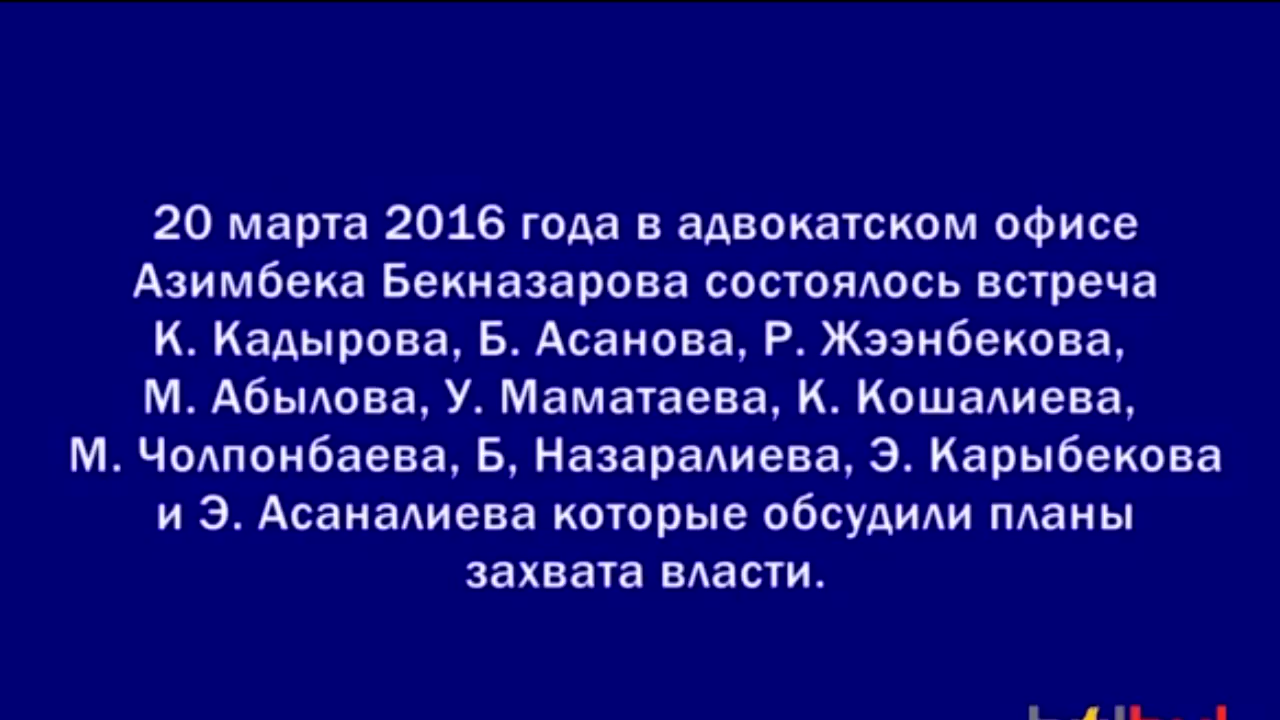 20 марта 2016 года в адвокатском офисе
Азимбека Бекназарова состоялось встреча
К. Кадырова, Б. Асанова, Р. Жээнбекова,
М. Абылова, У. Маматаева, К. Кошалиева,
М. Чолпонбаева, Б, Назаралиева, Э. Карыбекова
и Э. Асаналиева которые обсудили планы
захвата власти.